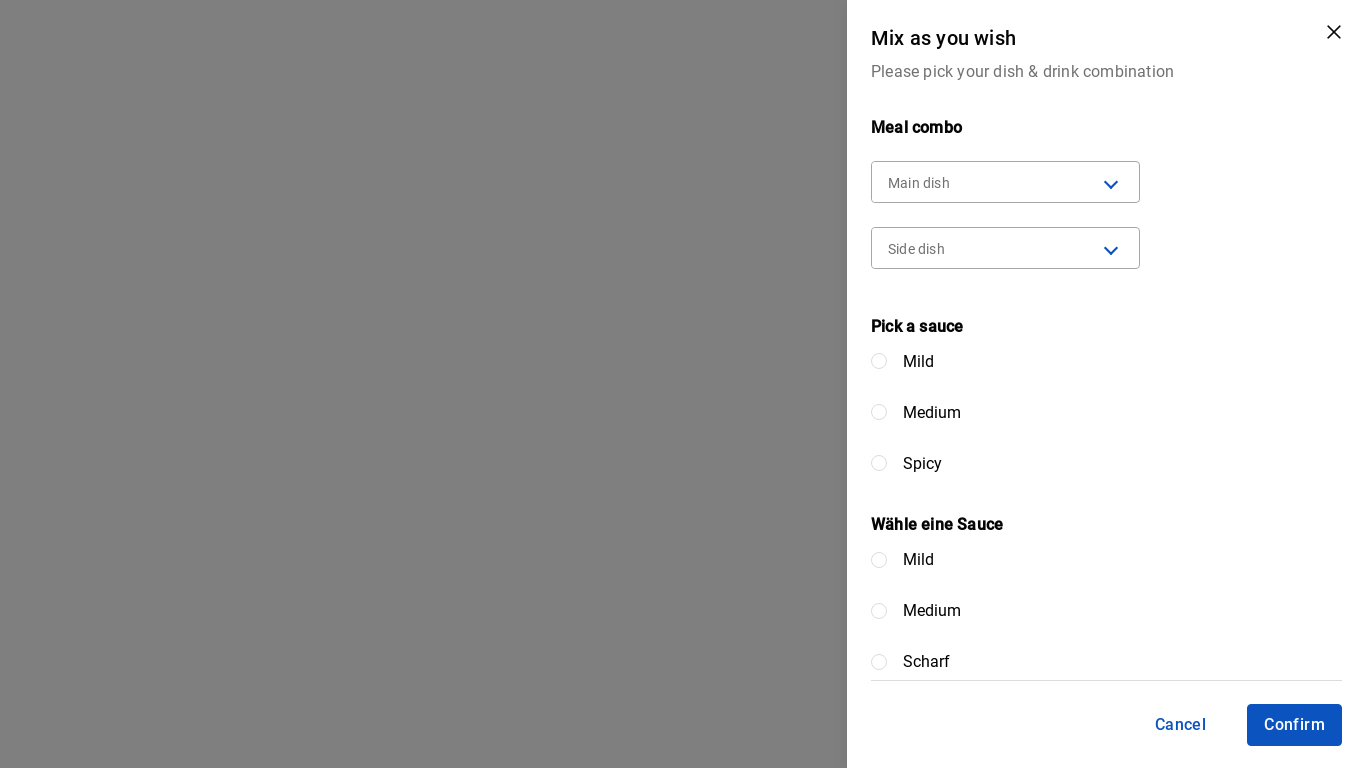 Mix as you wish
Please pick your dish & drink combination
Meal combo
Main dish
Side dish
Pick a sauce
Mild
Medium
Spicy
Wähle eine Sauce
Mild
Medium
Scharf
Cancel
Confirm